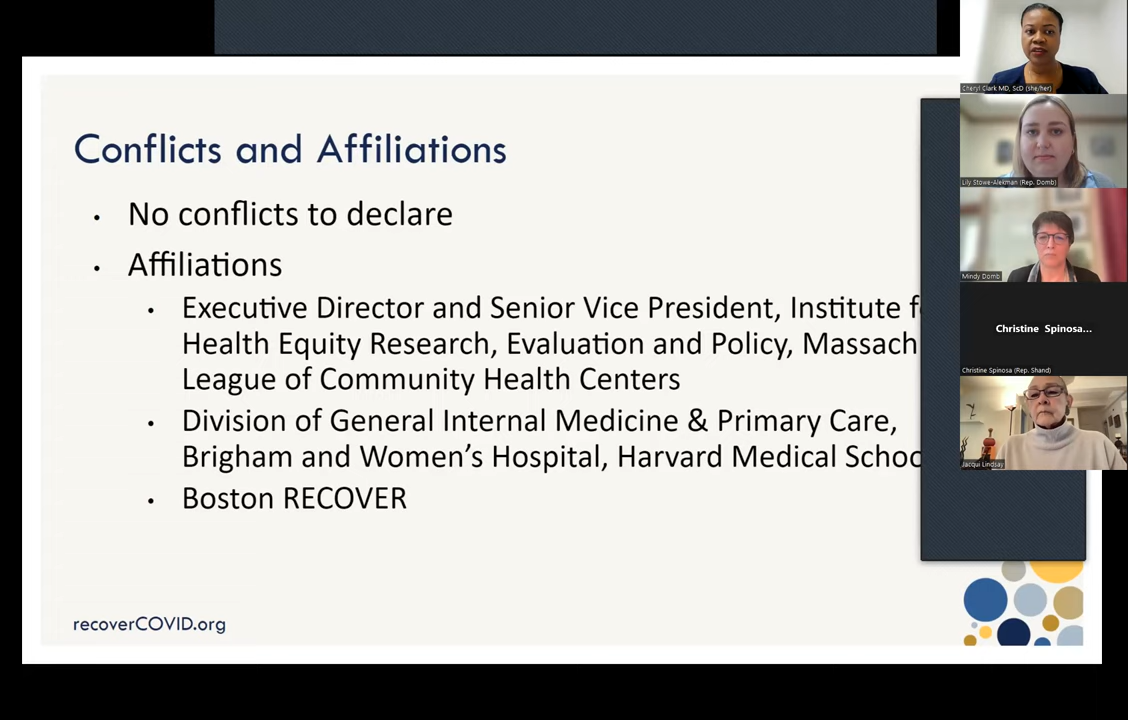 Conflicts and Affiliations
• No conflicts to declare
• Affiliations
• Executive Director and Senior Vice President, Institute
Health Equity Research, Evaluation and Policy, Massach
League of Community Health Centers
• Division of General Internal Medicine & Primary Care,
Brigham and Women’s Hospital, Harvard Medical Schoo
• Boston RECOVER
recoverCOVID.org
Cheryl Clark MD, ScD (she/her)
Lily Stowe-Alekman (Rep. Domb)
Mindy Domb
Christine Spinosa...
Christine Spinosa (Rep. Shand)
Jacqui Lindsay